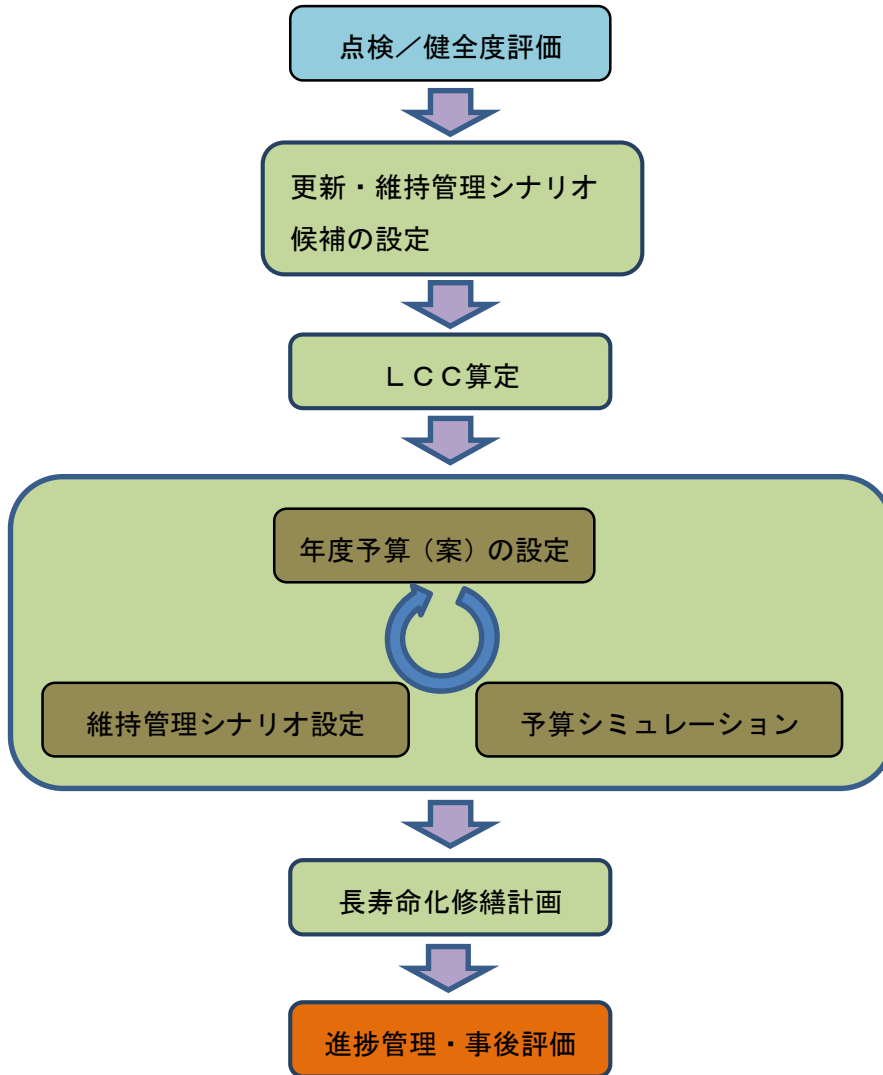 点検／健全度評価
更新・維持管理シナリオ
候補の設定
ＬＣＣ算定
年度予算（案）の設定
維持管理シナリオ設定
予算シミュレーション
長寿命化修繕計画
進捗管理・事後評価